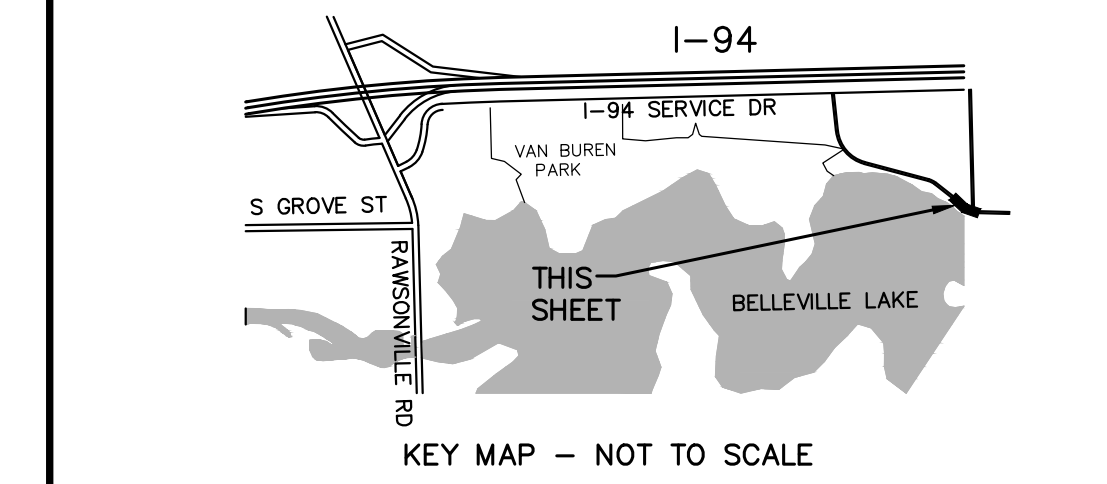 I-94
I-94 SERVICE DR
VAN BUREN
PARK
S GROVE ST
RAWSONVILLE RD
THIS
SHEET
BELLEVILLE LAKE
KEY MAP – NOT TO SCALE